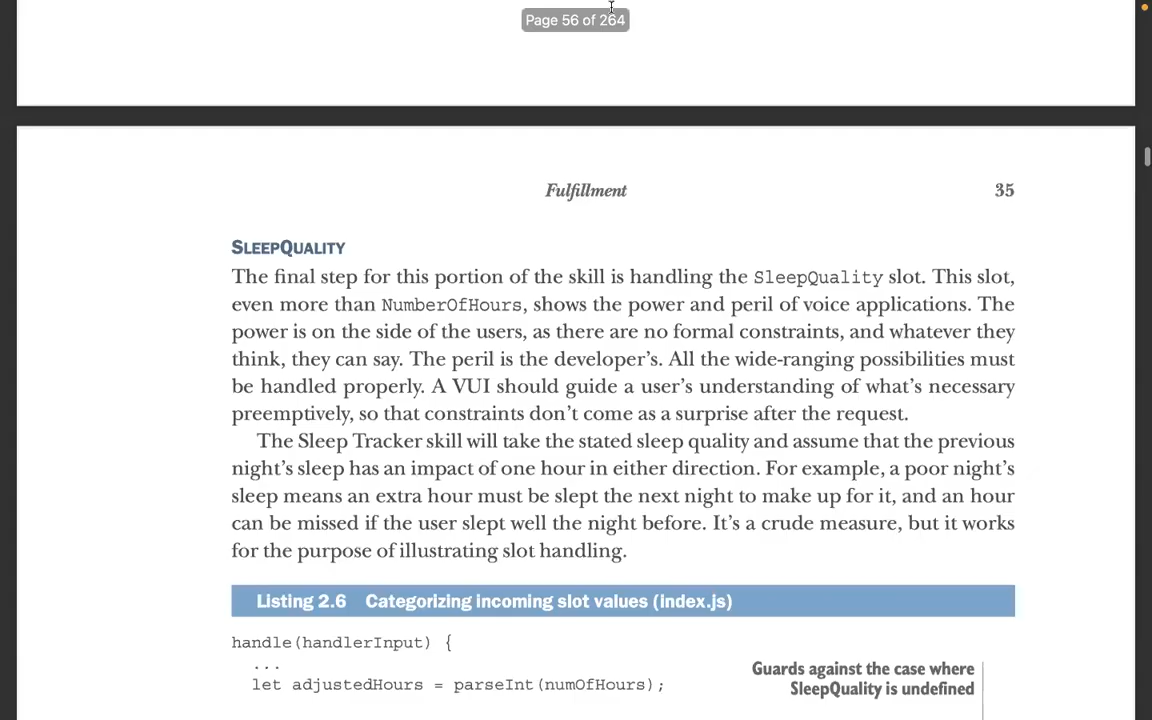 Page 56 of 264
Fulfillment 35
SLEEPQUALITY
The final step for this portion of the skill is handling the SleepQuality slot. This slot,
even more than NumberOfHours, shows the power and peril of voice applications. The
power is on the side of the users, as there are no formal constraints, and whatever they
think, they can say. The peril is the developer's. All the wide-ranging possibilities must
be handled properly. A VUI should guide a user's understanding of what's necessary
preemptively, so that constraints don't come as a surprise after the request.
The Sleep Tracker skill will take the stated sleep quality and assume that the previous
night's sleep has an impact of one hour in either direction. For example, a poor night's
sleep means an extra hour must be slept the next night to make up for it, and an hour
can be missed if the user slept well the night before. It's a crude measure, but it works
for the purpose of illustrating slot handling.
Listing 2.6 Categorizing incoming slot values (index.js)
handle(handlerInput) {
...
let adjustedHours = parseInt(numOfHours);
Guards against the case where
SleepQuality is undefined